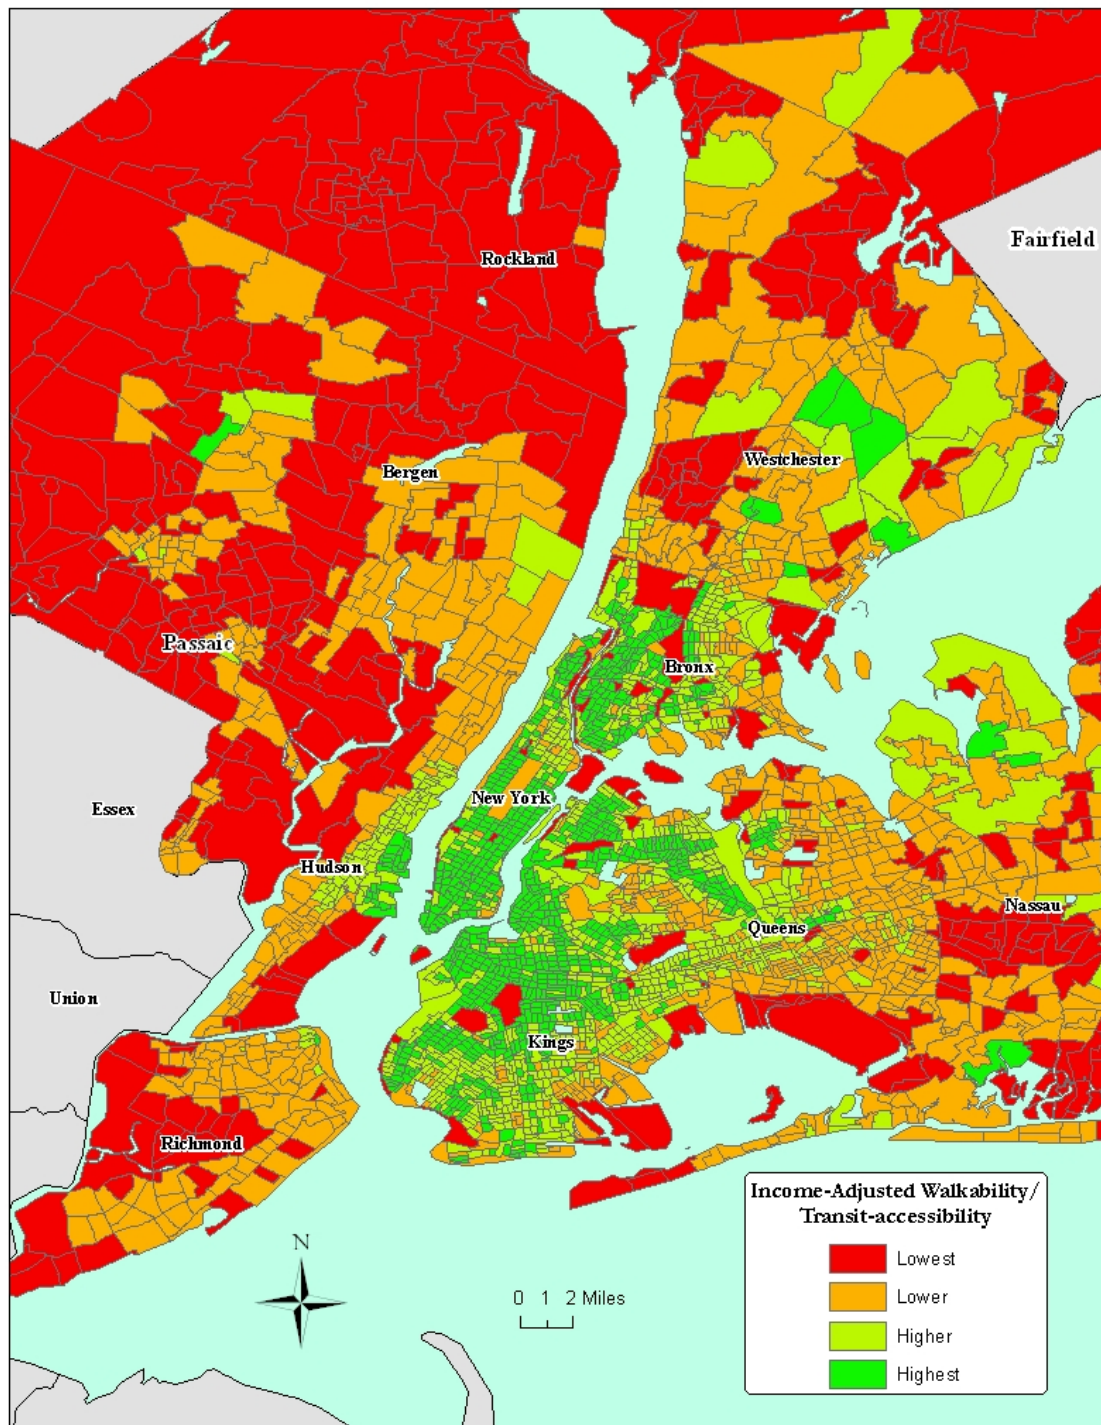 Fairfield
Rockland
Westchester
Bergen
Passaic
Bronx
New York
Essex
Hudson
Nassau
Queens
Union
Kings
Richmond
Income-Adjusted Walkability/
Transit-accessibility
Lowest
Lower
Higher
Highest
N
0 1 2 Miles